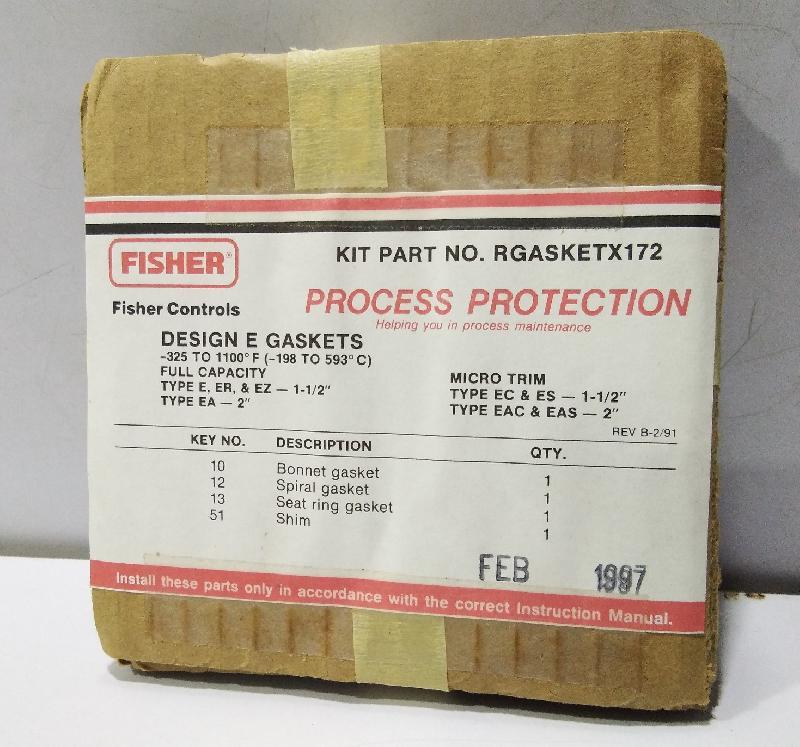 FISHER®
KIT PART NO. RGASKETX172
Fisher Controls
PROCESS PROTECTION
Helping you in process maintenance
DESIGN E GASKETS
-325 TO 1100°F (-198 TO 593°C)
FULL CAPACITY
TYPE E, ER, & EZ — 1-1/2"
TYPE EA — 2"
MICRO TRIM
TYPE EC & ES — 1-1/2"
TYPE EAC & EAS — 2"
REV B-2/91
KEY NO. DESCRIPTION QTY.
10 Bonnet gasket 1
12 Spiral gasket 1
13 Seat ring gasket 1
51 Shim 1
FEB 1997
Install these parts only in accordance with the correct Instruction Manual.